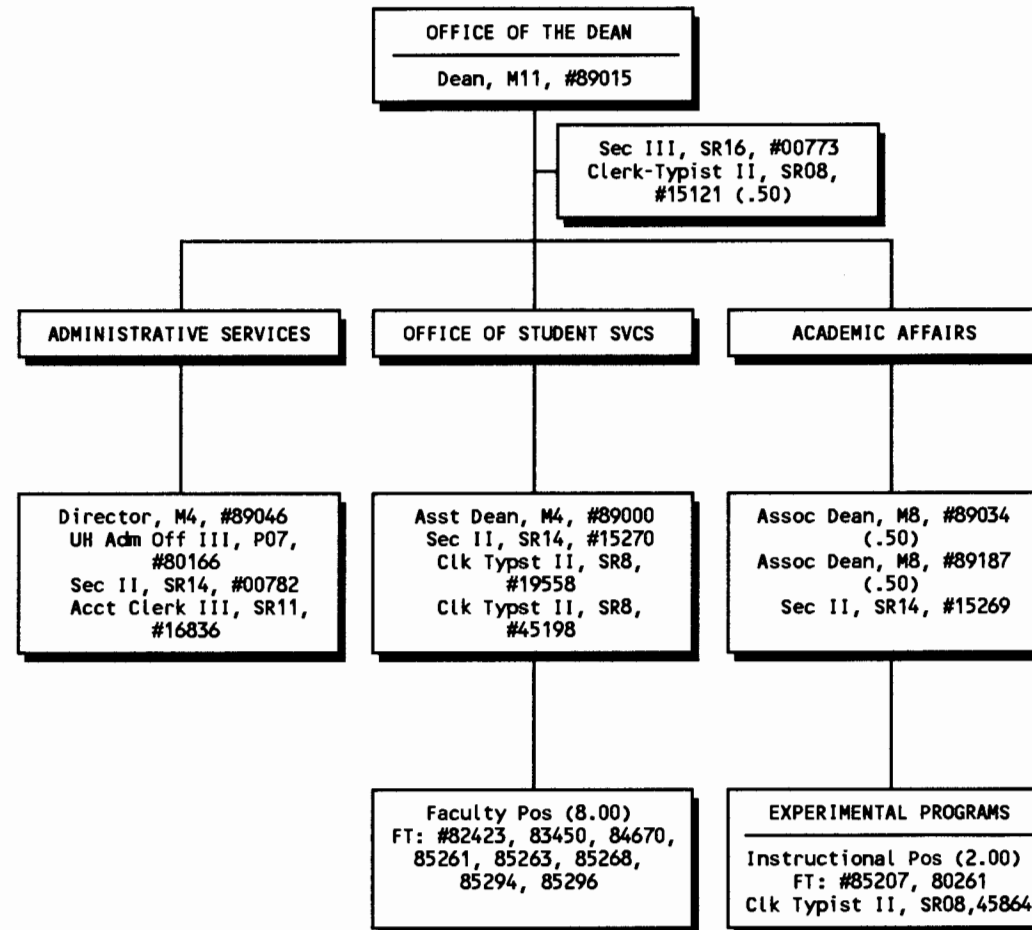 OFFICE OF THE DEAN
Dean, M11, #89015
Sec III, SR16, #00773
Clerk-Typist II, SR08,
#15121 (.50)
ADMINISTRATIVE SERVICES
OFFICE OF STUDENT SVCS
ACADEMIC AFFAIRS
Director, M4, #89046
UH Adm Off III, P07,
#80166
Sec II, SR14, #00782
Acct Clerk III, SR11,
#16836
Asst Dean, M4, #89000
Sec II, SR14, #15270
Clk Typst II, SR8,
#19558
Clk Typst II, SR8,
#45198
Assoc Dean, M8, #89034
(.50)
Assoc Dean, M8, #89187
(.50)
Sec II, SR14, #15269
Faculty Pos (8.00)
FT: #82423, 83450, 84670,
85261, 85263, 85268,
85294, 85296
EXPERIMENTAL PROGRAMS
Instructional Pos (2.00)
FT: #85207, 80261
Clk Typist II, SR08,45864